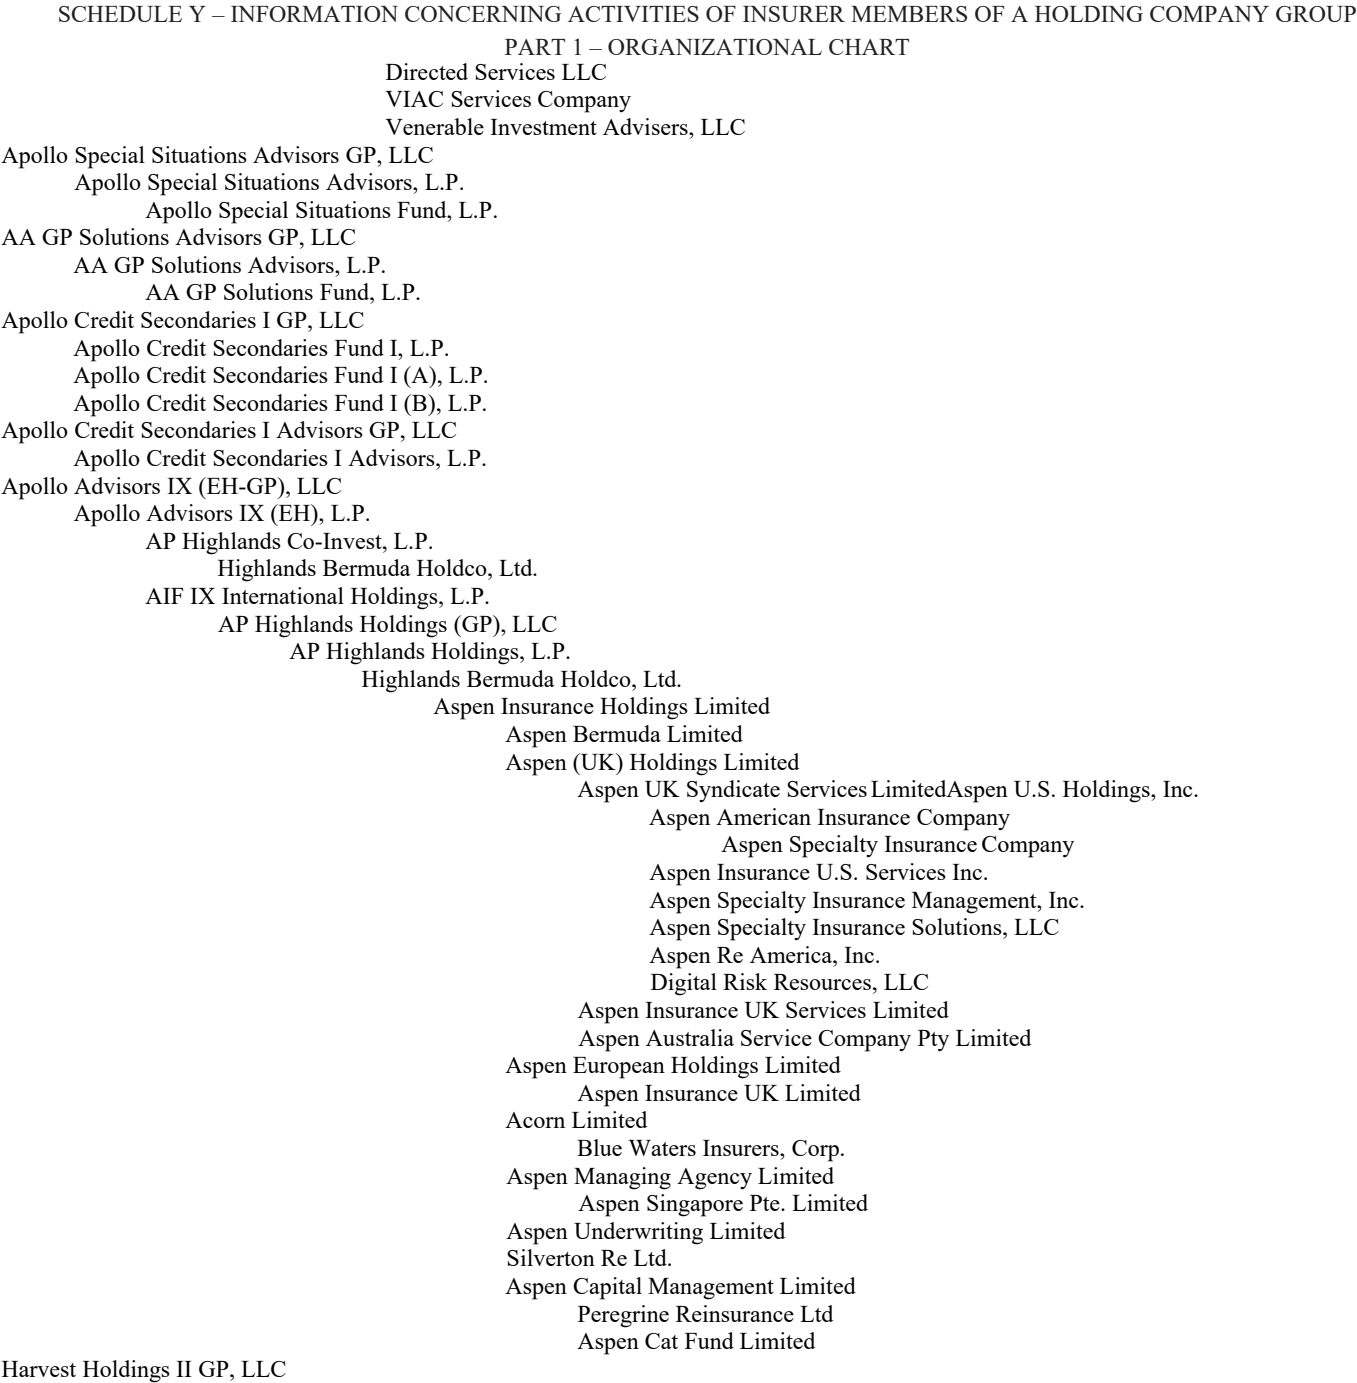 SCHEDULE Y – INFORMATION CONCERNING ACTIVITIES OF INSURER MEMBERS OF A HOLDING COMPANY GROUP
PART 1 – ORGANIZATIONAL CHART
Directed Services LLC
VIAC Services Company
Venerable Investment Advisers, LLC
Apollo Special Situations Advisors GP, LLC
Apollo Special Situations Advisors, L.P.
Apollo Special Situations Fund, L.P.
AA GP Solutions Advisors GP, LLC
AA GP Solutions Advisors, L.P.
AA GP Solutions Fund, L.P.
Apollo Credit Secondaries I GP, LLC
Apollo Credit Secondaries Fund I, L.P.
Apollo Credit Secondaries Fund I (A), L.P.
Apollo Credit Secondaries Fund I (B), L.P.
Apollo Credit Secondaries I Advisors GP, LLC
Apollo Credit Secondaries I Advisors, L.P.
Apollo Advisors IX (EH-GP), LLC
Apollo Advisors IX (EH), L.P.
AP Highlands Co-Invest, L.P.
Highlands Bermuda Holdco, Ltd.
AIF IX International Holdings, L.P.
AP Highlands Holdings (GP), LLC
AP Highlands Holdings, L.P.
Highlands Bermuda Holdco, Ltd.
Aspen Insurance Holdings Limited
Aspen Bermuda Limited
Aspen (UK) Holdings Limited
Aspen UK Syndicate Services LimitedAspen U.S. Holdings, Inc.
Aspen American Insurance Company
Aspen Specialty Insurance Company
Aspen Insurance U.S. Services Inc.
Aspen Specialty Insurance Management, Inc.
Aspen Specialty Insurance Solutions, LLC
Aspen Re America, Inc.
Digital Risk Resources, LLC
Aspen Insurance UK Services Limited
Aspen Australia Service Company Pty Limited
Aspen European Holdings Limited
Aspen Insurance UK Limited
Acorn Limited
Blue Waters Insurers, Corp.
Aspen Managing Agency Limited
Aspen Singapore Pte. Limited
Aspen Underwriting Limited
Silverton Re Ltd.
Aspen Capital Management Limited
Peregrine Reinsurance Ltd
Aspen Cat Fund Limited
Harvest Holdings II GP, LLC